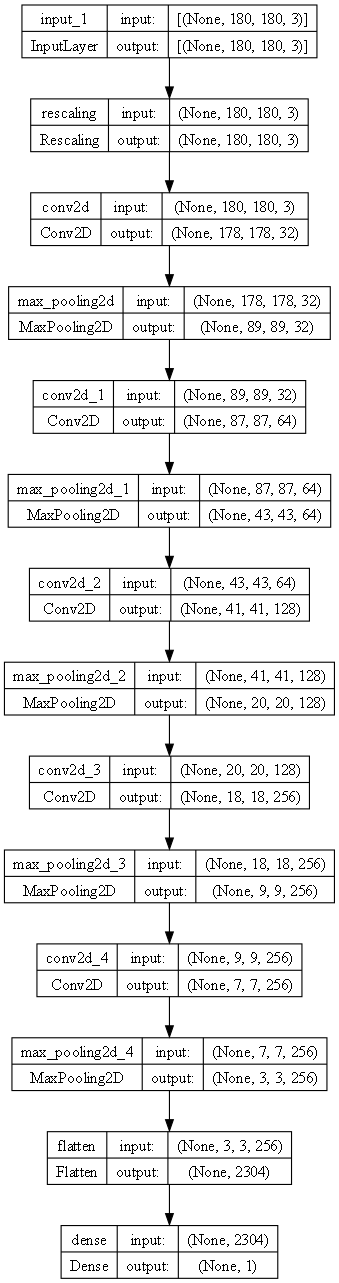 input_1 input: [(None, 180, 180, 3)]
InputLayer output: [(None, 180, 180, 3)]
rescaling input: (None, 180, 180, 3)
Rescaling output: (None, 180, 180, 3)
conv2d input: (None, 180, 180, 3)
Conv2D output: (None, 178, 178, 32)
max_pooling2d input: (None, 178, 178, 32)
MaxPooling2D output: (None, 89, 89, 32)
conv2d_1 input: (None, 89, 89, 32)
Conv2D output: (None, 87, 87, 64)
max_pooling2d_1 input: (None, 87, 87, 64)
MaxPooling2D output: (None, 43, 43, 64)
conv2d_2 input: (None, 43, 43, 64)
Conv2D output: (None, 41, 41, 128)
max_pooling2d_2 input: (None, 41, 41, 128)
MaxPooling2D output: (None, 20, 20, 128)
conv2d_3 input: (None, 20, 20, 128)
Conv2D output: (None, 18, 18, 256)
max_pooling2d_3 input: (None, 18, 18, 256)
MaxPooling2D output: (None, 9, 9, 256)
conv2d_4 input: (None, 9, 9, 256)
Conv2D output: (None, 7, 7, 256)
max_pooling2d_4 input: (None, 7, 7, 256)
MaxPooling2D output: (None, 3, 3, 256)
flatten input: (None, 3, 3, 256)
Flatten output: (None, 2304)
dense input: (None, 2304)
Dense output: (None, 1)